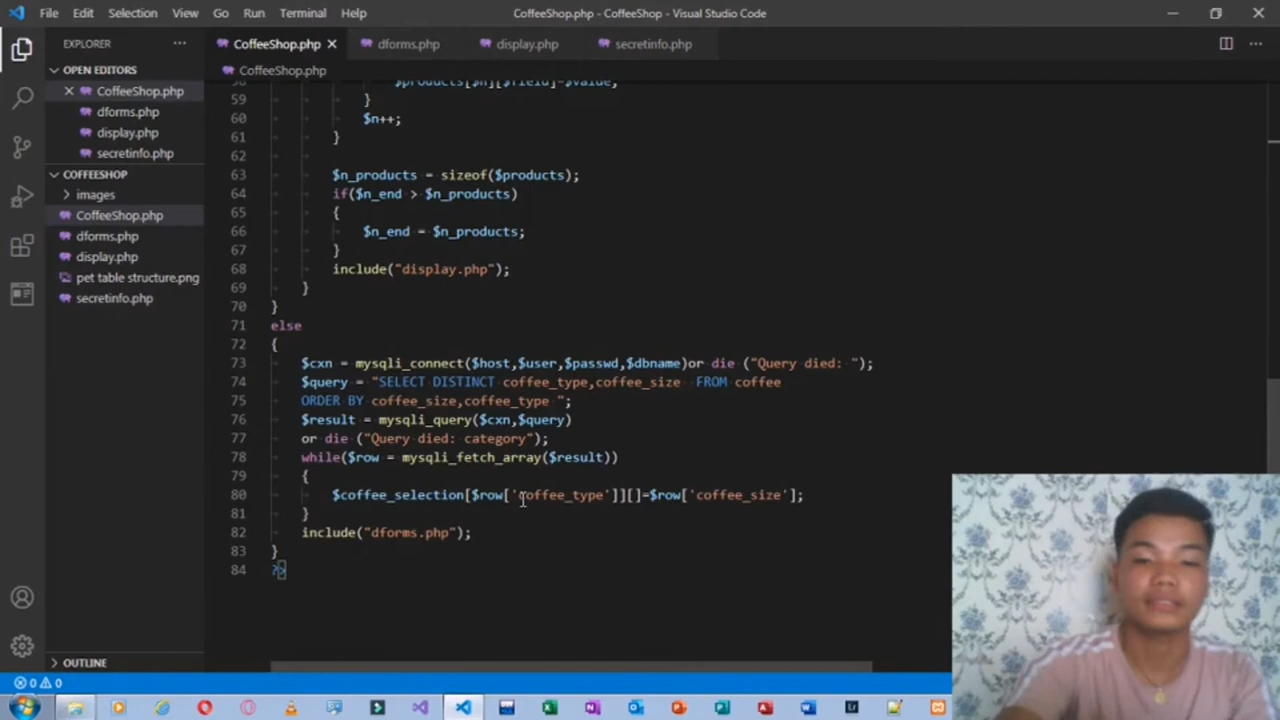 File Edit Selection View Go Run Terminal Help
CoffeeShop.php - CoffeeShop - Visual Studio Code
EXPLORER
CoffeeShop.php dforms.php display.php secretinfo.php
OPEN EDITORS
CoffeeShop.php
CoffeeShop.php
dforms.php
display.php
secretinfo.php
COFFEESHOP
images
CoffeeShop.php
dforms.php
display.php
pet table structure.png
secretinfo.php
OUTLINE
58 $products[$n][$field]=$value;
59 }
60 $n++;
61 }
62
63 $n_products = sizeof($products);
64 if($n_end > $n_products)
65 {
66 $n_end = $n_products;
67 }
68 include("display.php");
69 }
70 }
71 else
72 {
73 $cxn = mysqli_connect($host,$user,$passwd,$dbname)or die ("Query died: ");
74 $query = "SELECT DISTINCT coffee_type,coffee_size FROM coffee
75 ORDER BY coffee_size,coffee_type ";
76 $result = mysqli_query($cxn,$query)
77 or die ("Query died: category");
78 while($row = mysqli_fetch_array($result))
79 {
80 $coffee_selection[$row['coffee_type']][]=$row['coffee_size'];
81 }
82 include("dforms.php");
83 }
84 ?>
0 0